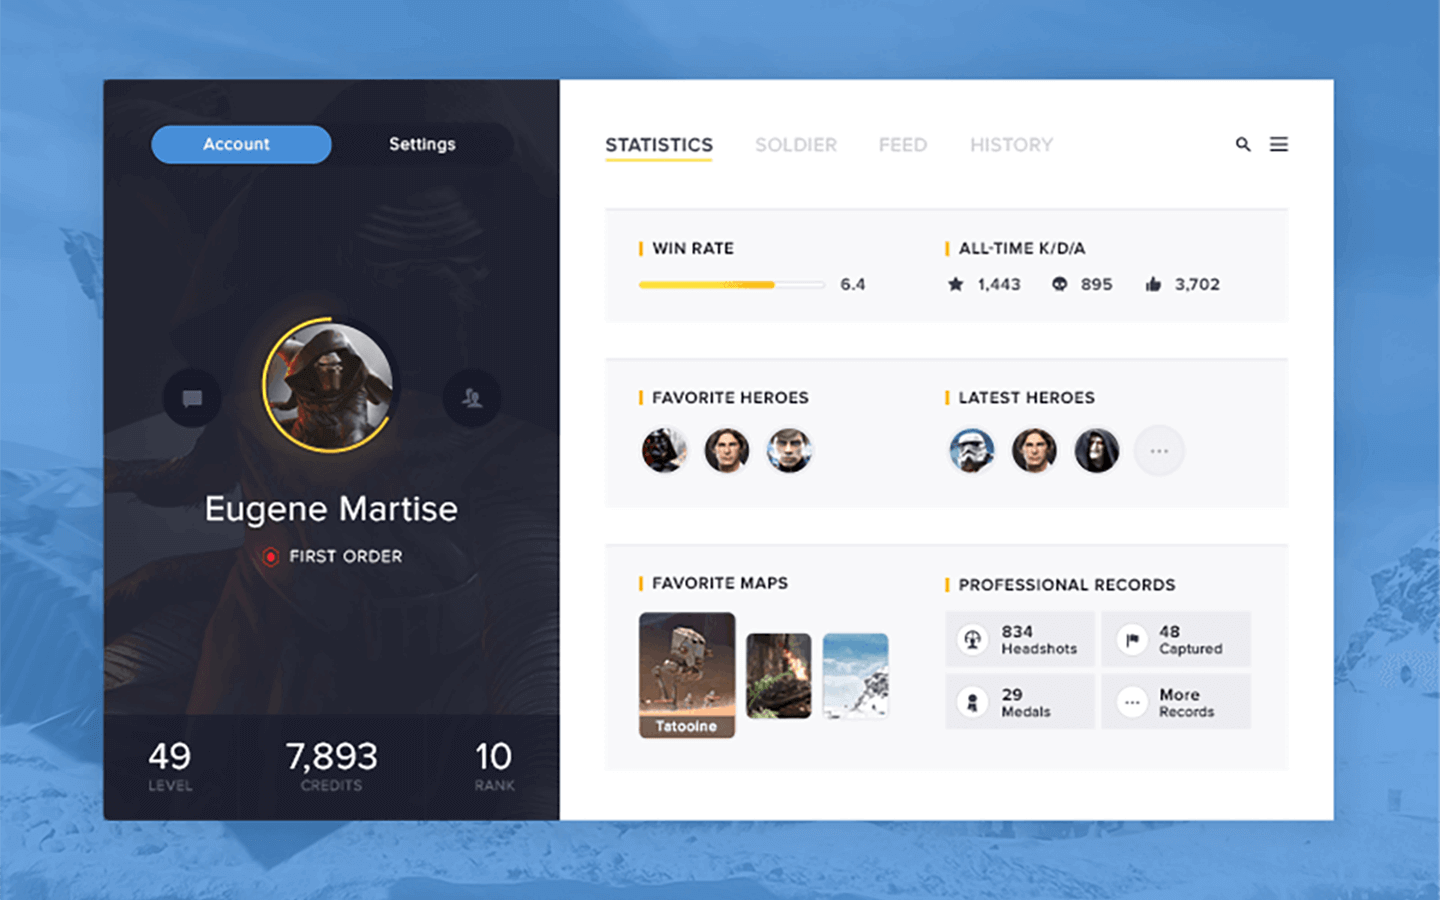 Account
Settings
Eugene Martise
FIRST ORDER
49
LEVEL
7,893
CREDITS
10
RANK
STATISTICS
SOLDIER
FEED
HISTORY
WIN RATE
6.4
ALL-TIME K/D/A
1,443
895
3,702
FAVORITE HEROES
LATEST HEROES
FAVORITE MAPS
Tatooine
PROFESSIONAL RECORDS
834
Headshots
48
Captured
29
Medals
More
Records